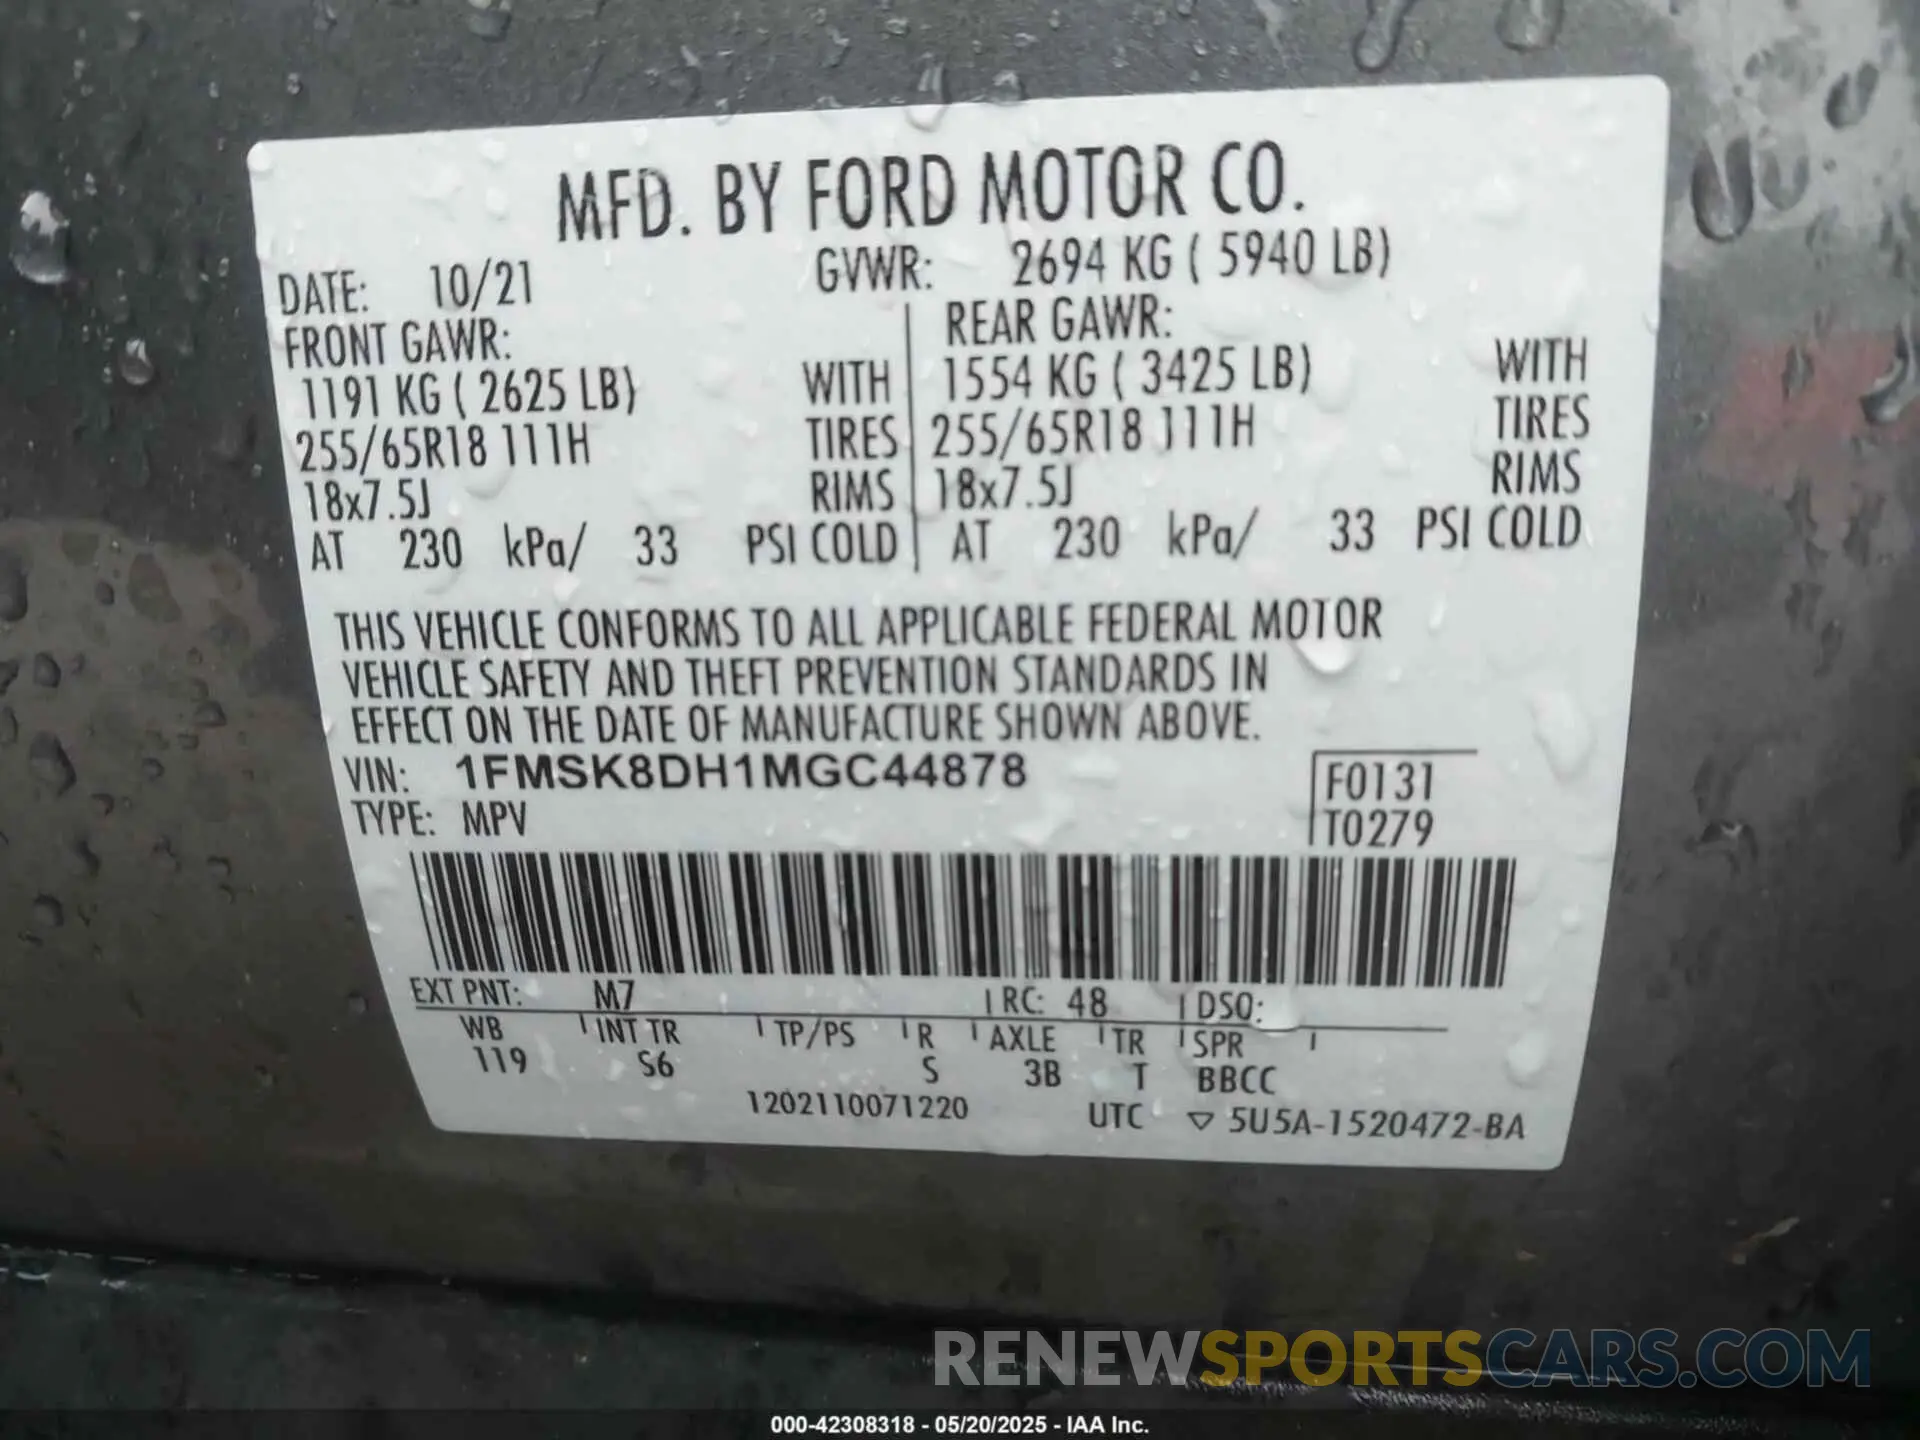 MFD. BY FORD MOTOR CO.
DATE: 10/21 GVWR: 2694 KG ( 5940 LB)
FRONT GAWR: REAR GAWR:
1191 KG ( 2625 LB) WITH 1554 KG ( 3425 LB) WITH
255/65R18 111H TIRES 255/65R18 111H TIRES
18x7.5J RIMS 18x7.5J RIMS
AT 230 kPa/ 33 PSI COLD AT 230 kPa/ 33 PSI COLD
THIS VEHICLE CONFORMS TO ALL APPLICABLE FEDERAL MOTOR
VEHICLE SAFETY AND THEFT PREVENTION STANDARDS IN
EFFECT ON THE DATE OF MANUFACTURE SHOWN ABOVE.
VIN: 1FMSK8DH1MGC44878 F0131
TYPE: MPV T0279
EXT PNT: M7 RC: 48 DSO:
WB INT TR TP/PS R AXLE TR SPR
119 S6 S 3B T BBCC
1202110071220 UTC ▽ 5U5A-1520472-BA
RENEWSPORTSCARS.COM
000-42308318 - 05/20/2025 - IAA Inc.